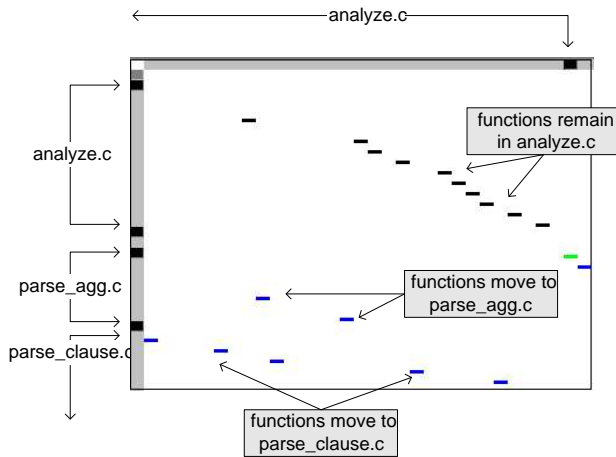 analyze.c
functions remain
in analyze.c
analyze.c
parse_agg.c
functions move to
parse_agg.c
parse_clause.c
functions move to
parse_clause.c